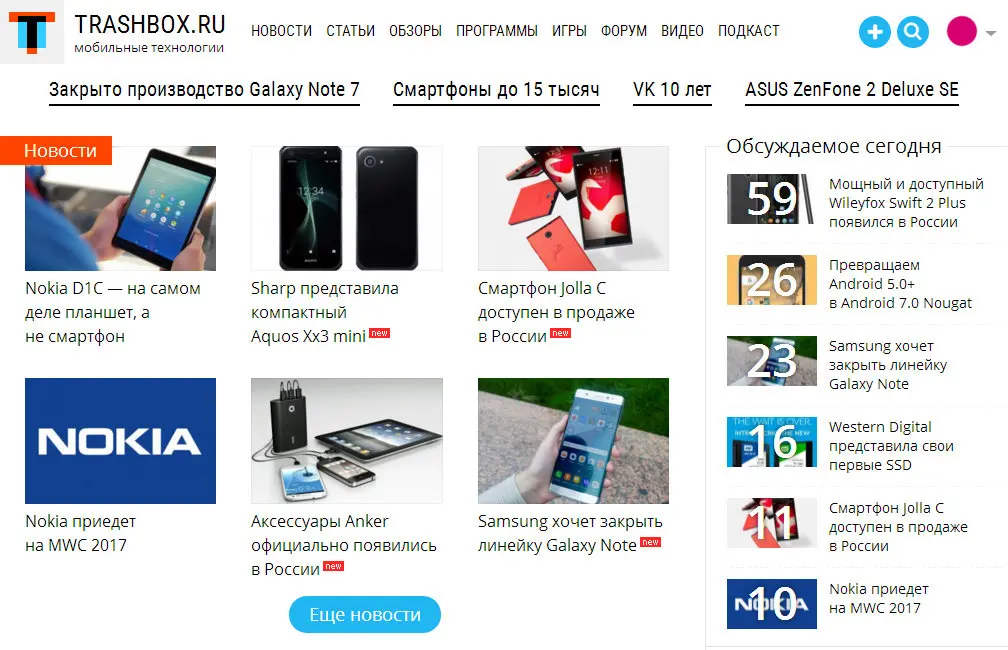 TRASHBOX.RU
мобильные технологии
НОВОСТИ СТАТЬИ ОБЗОРЫ ПРОГРАММЫ ИГРЫ ФОРУМ ВИДЕО ПОДКАСТ
Закрыто производство Galaxy Note 7 Смартфоны до 15 тысяч VK 10 лет ASUS ZenFone 2 Deluxe SE
Новости
Nokia D1C — на самом
деле планшет, а
не смартфон
Sharp представила
компактный
Aquos Xx3 mini new
Смартфон Jolla C
доступен в продаже
в России new
NOKIA
Nokia приедет
на MWC 2017
Аксессуары Anker
официально появились
в России new
Samsung хочет закрыть
линейку Galaxy Note new
Еще новости
Обсуждаемое сегодня
59
Мощный и доступный
Wileyfox Swift 2 Plus
появился в России
26
Превращаем
Android 5.0+
в Android 7.0 Nougat
23
Samsung хочет
закрыть линейку
Galaxy Note
THE WAIT IS OVER.
16
Western Digital
представила свои
первые SSD
11
Смартфон Jolla C
доступен в продаже
в России
NOKIA
10
Nokia приедет
на MWC 2017